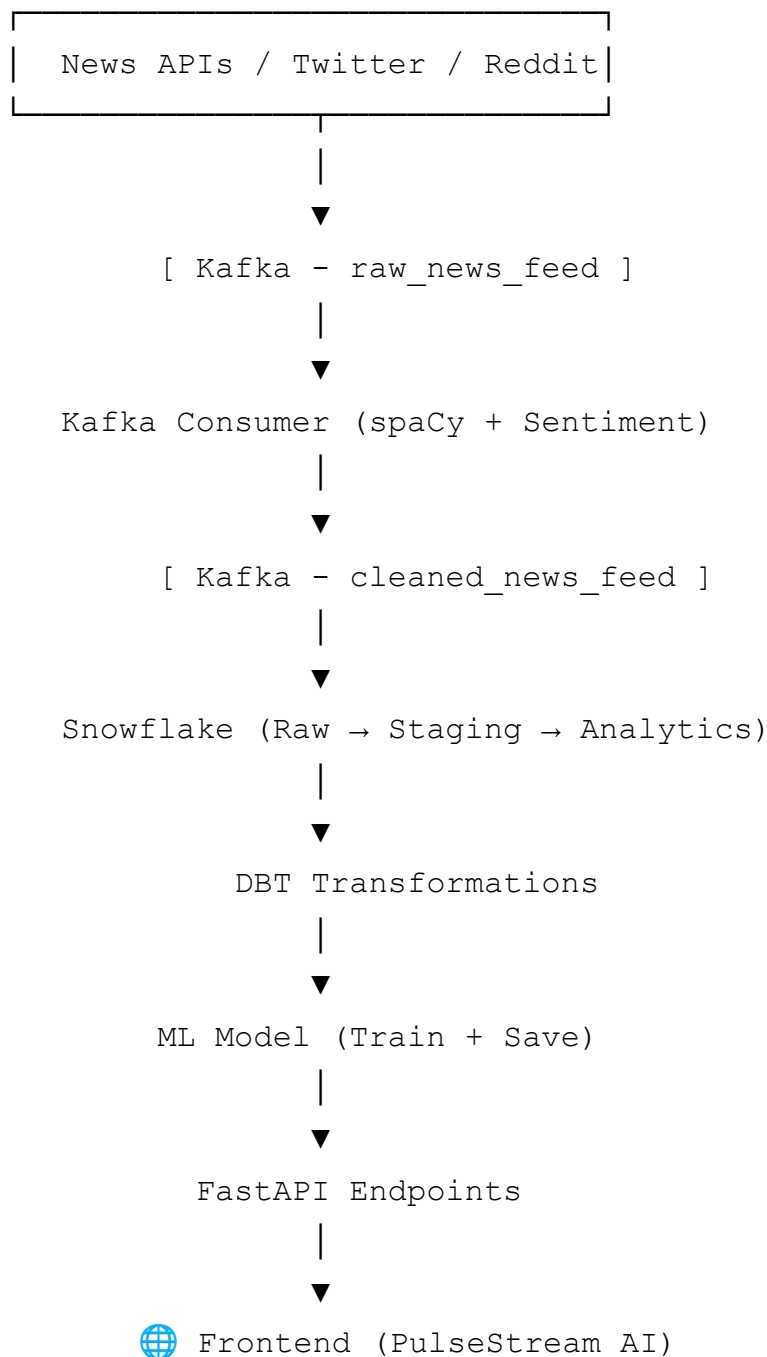 News APIs / Twitter / Reddit
[ Kafka - raw_news_feed ]
Kafka Consumer (spaCy + Sentiment)
[ Kafka - cleaned_news_feed ]
Snowflake (Raw → Staging → Analytics)
DBT Transformations
ML Model (Train + Save)
FastAPI Endpoints
🌐 Frontend (PulseStream AI)